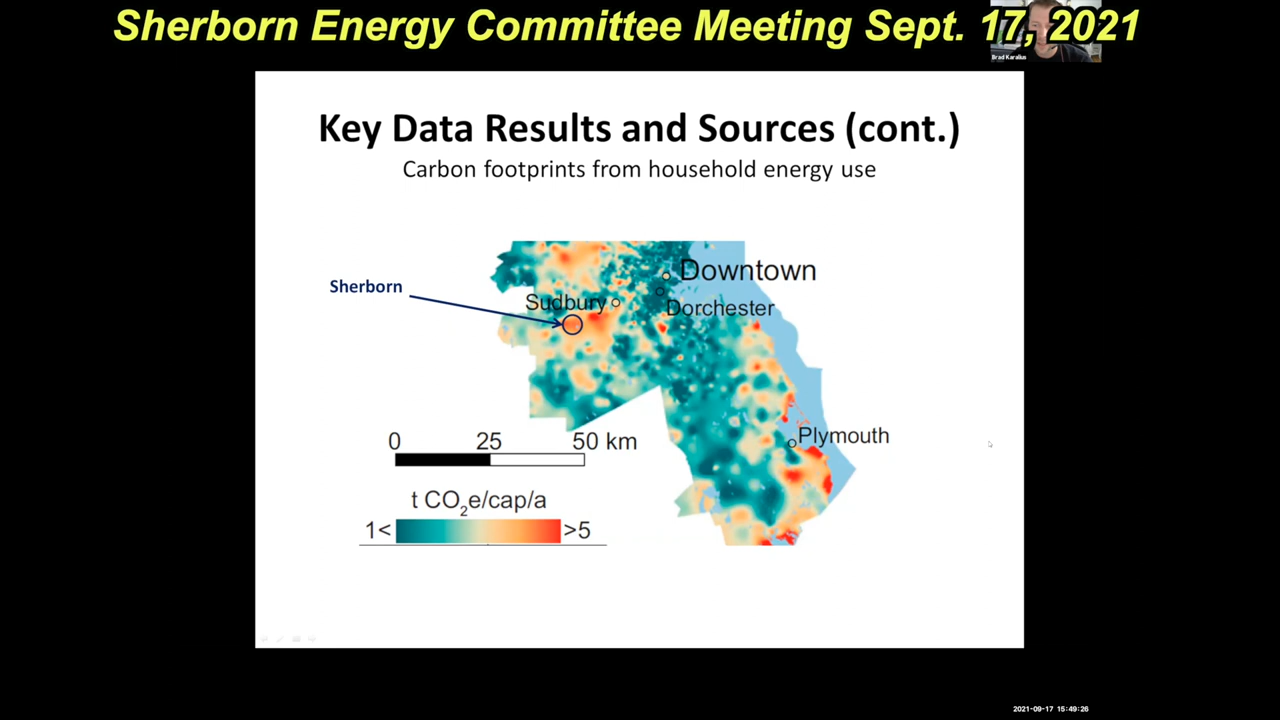 Sherborn Energy Committee Meeting Sept. 17, 2021
Brad Karalius
Key Data Results and Sources (cont.)
Carbon footprints from household energy use
Downtown
Sherborn
Sudbury
Dorchester
Plymouth
0 25 50 km
t CO₂e/cap/a
1< >5
2021-09-17 15:49:26